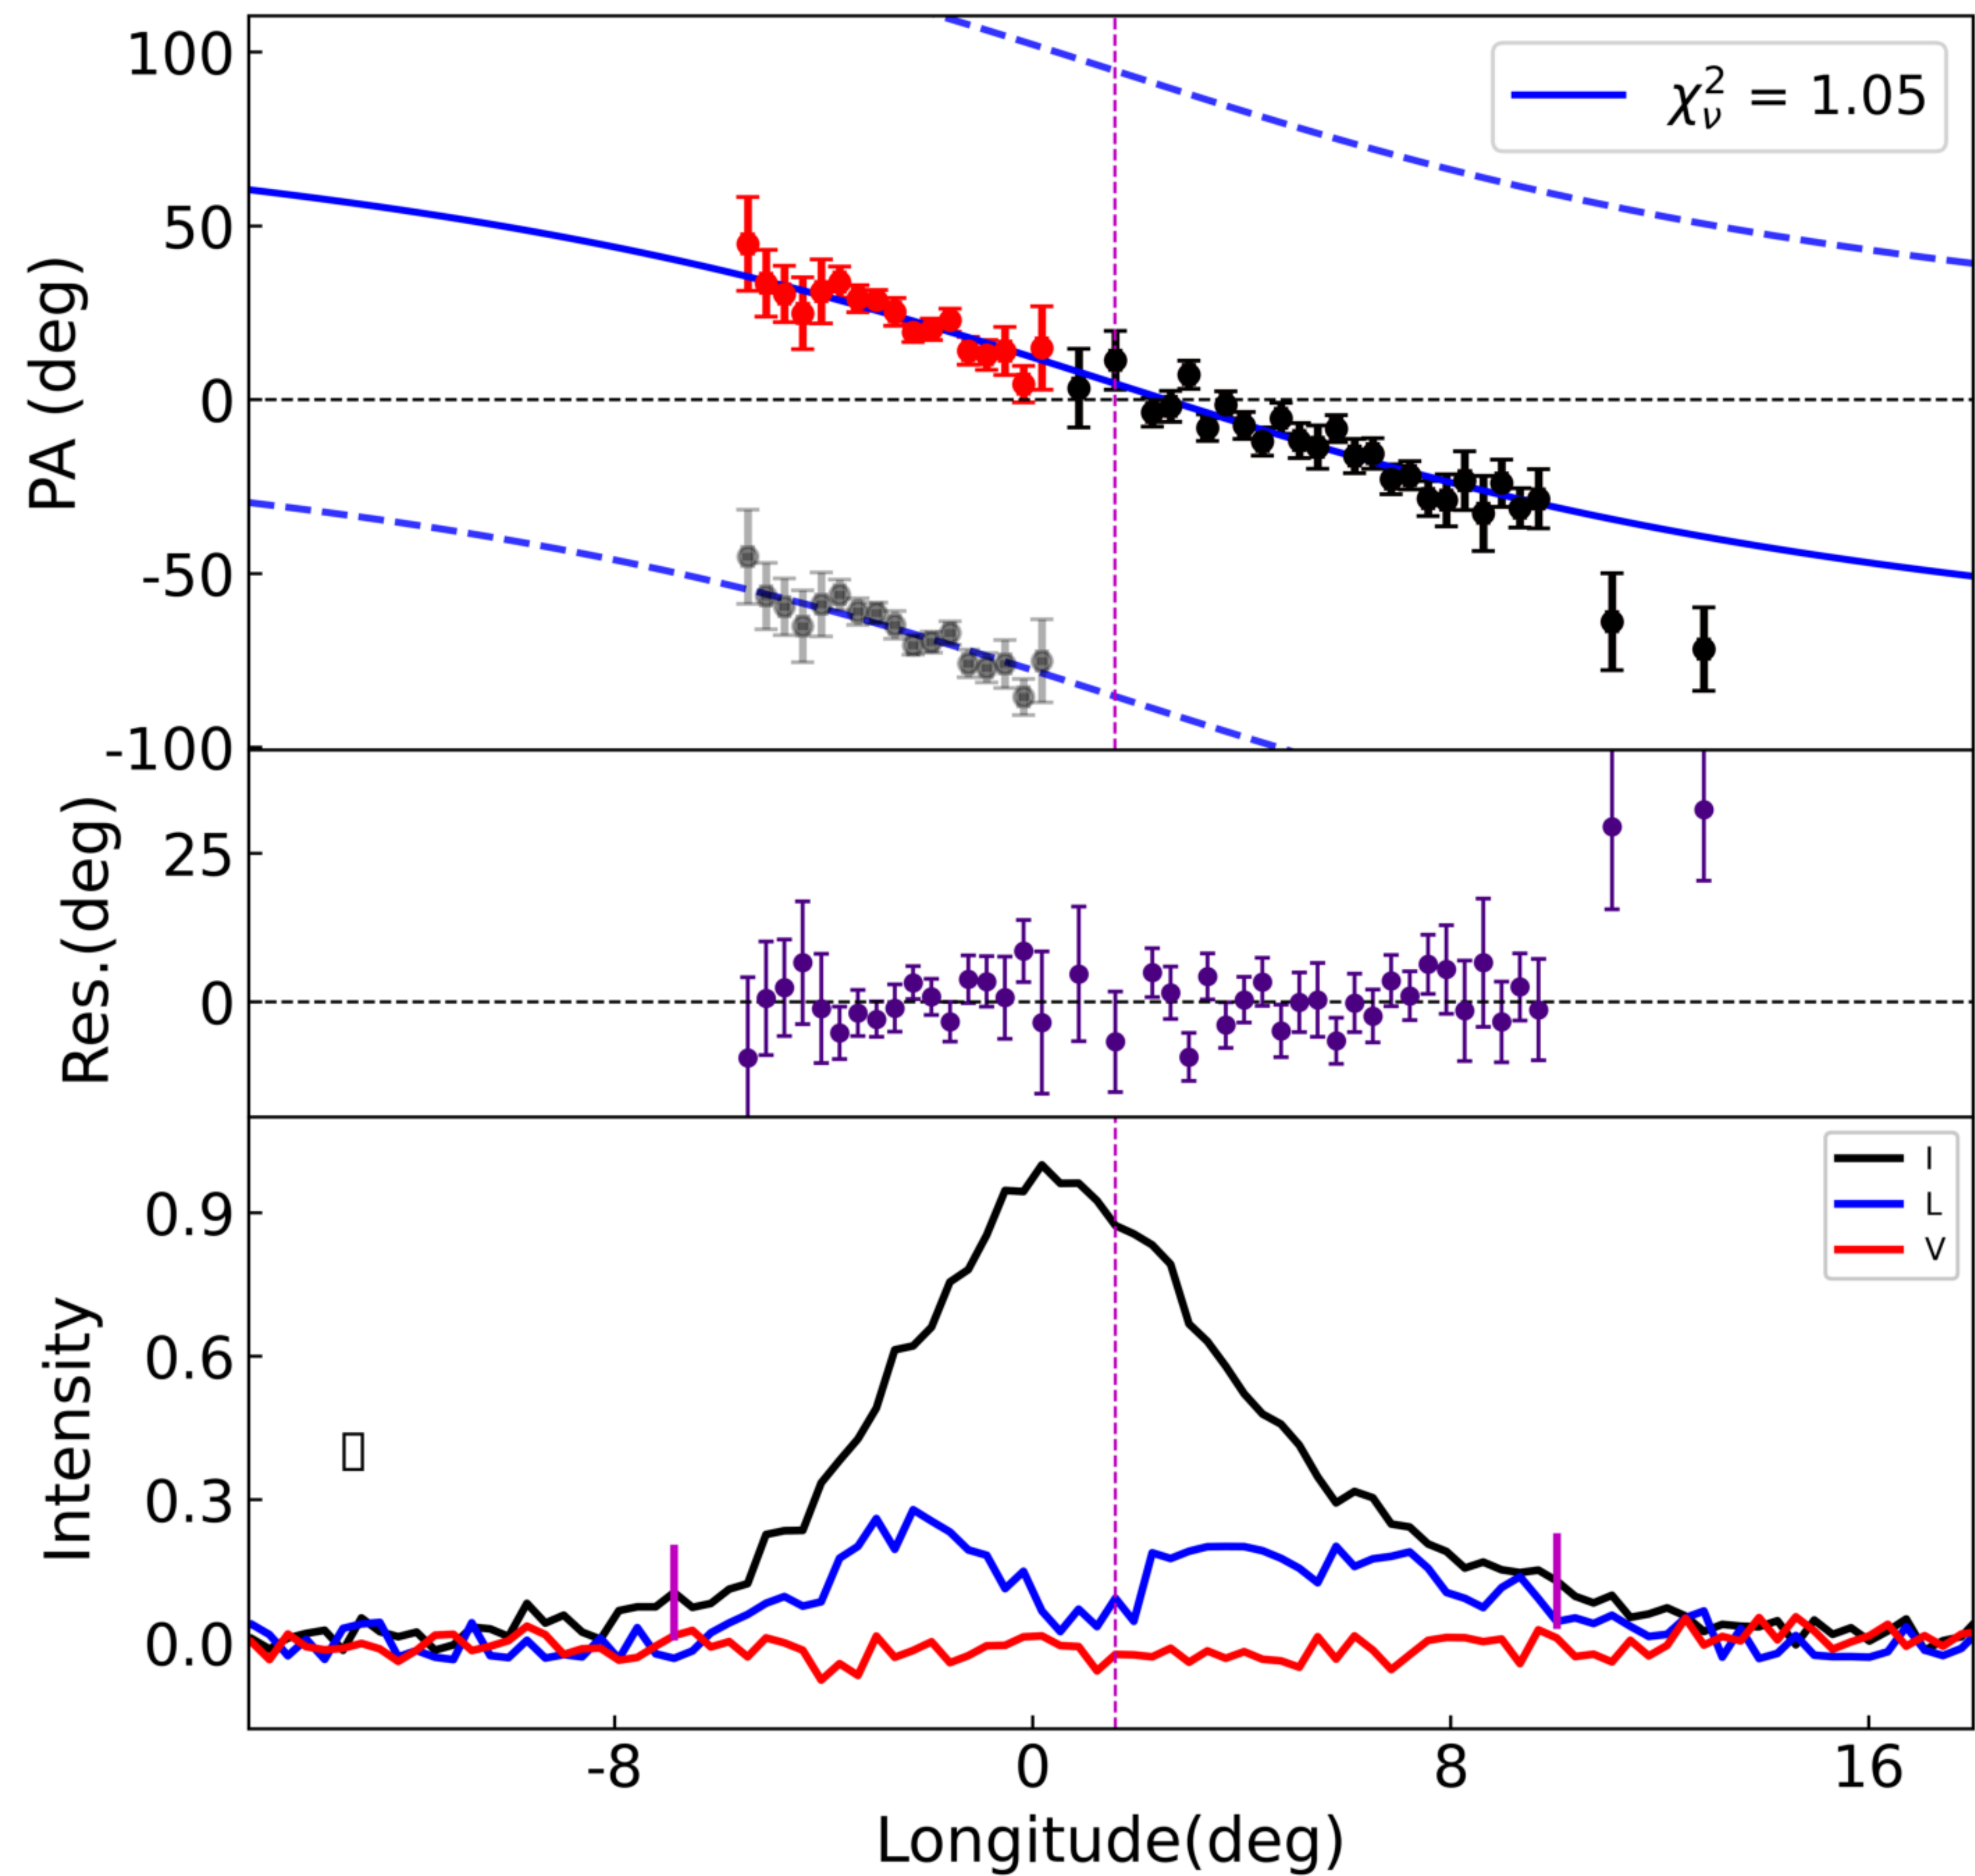 PA (deg)
100
50
0
-50
-100
χ²ᵥ = 1.05
Res.(deg)
25
0
Intensity
0.9
0.6
0.3
0.0
I
L
V
-8 0 8 16
Longitude(deg)